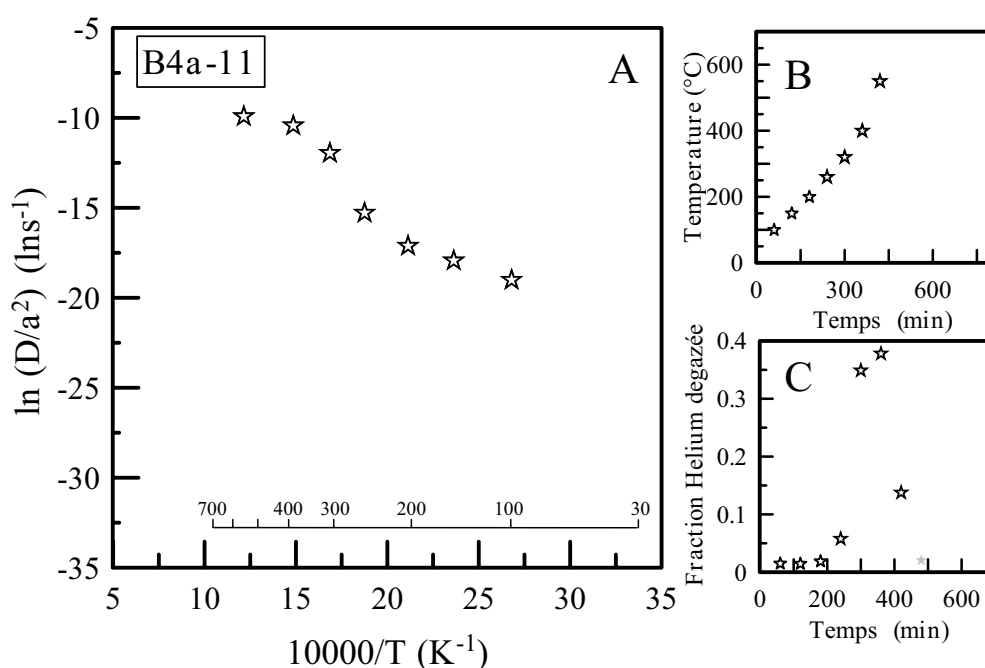 B4a-11
A
ln (D/a²) (lns⁻¹)
-5
-10
-15
-20
-25
-30
-35
700 400 300 200 100 30
5 10 15 20 25 30 35
10000/T (K⁻¹)
B
Temperature (°C)
600
400
200
0
0 300 600
Temps (min)
C
Fraction Helium degazée
0.4
0.3
0.2
0.1
0
0 200 400 600
Temps (min)